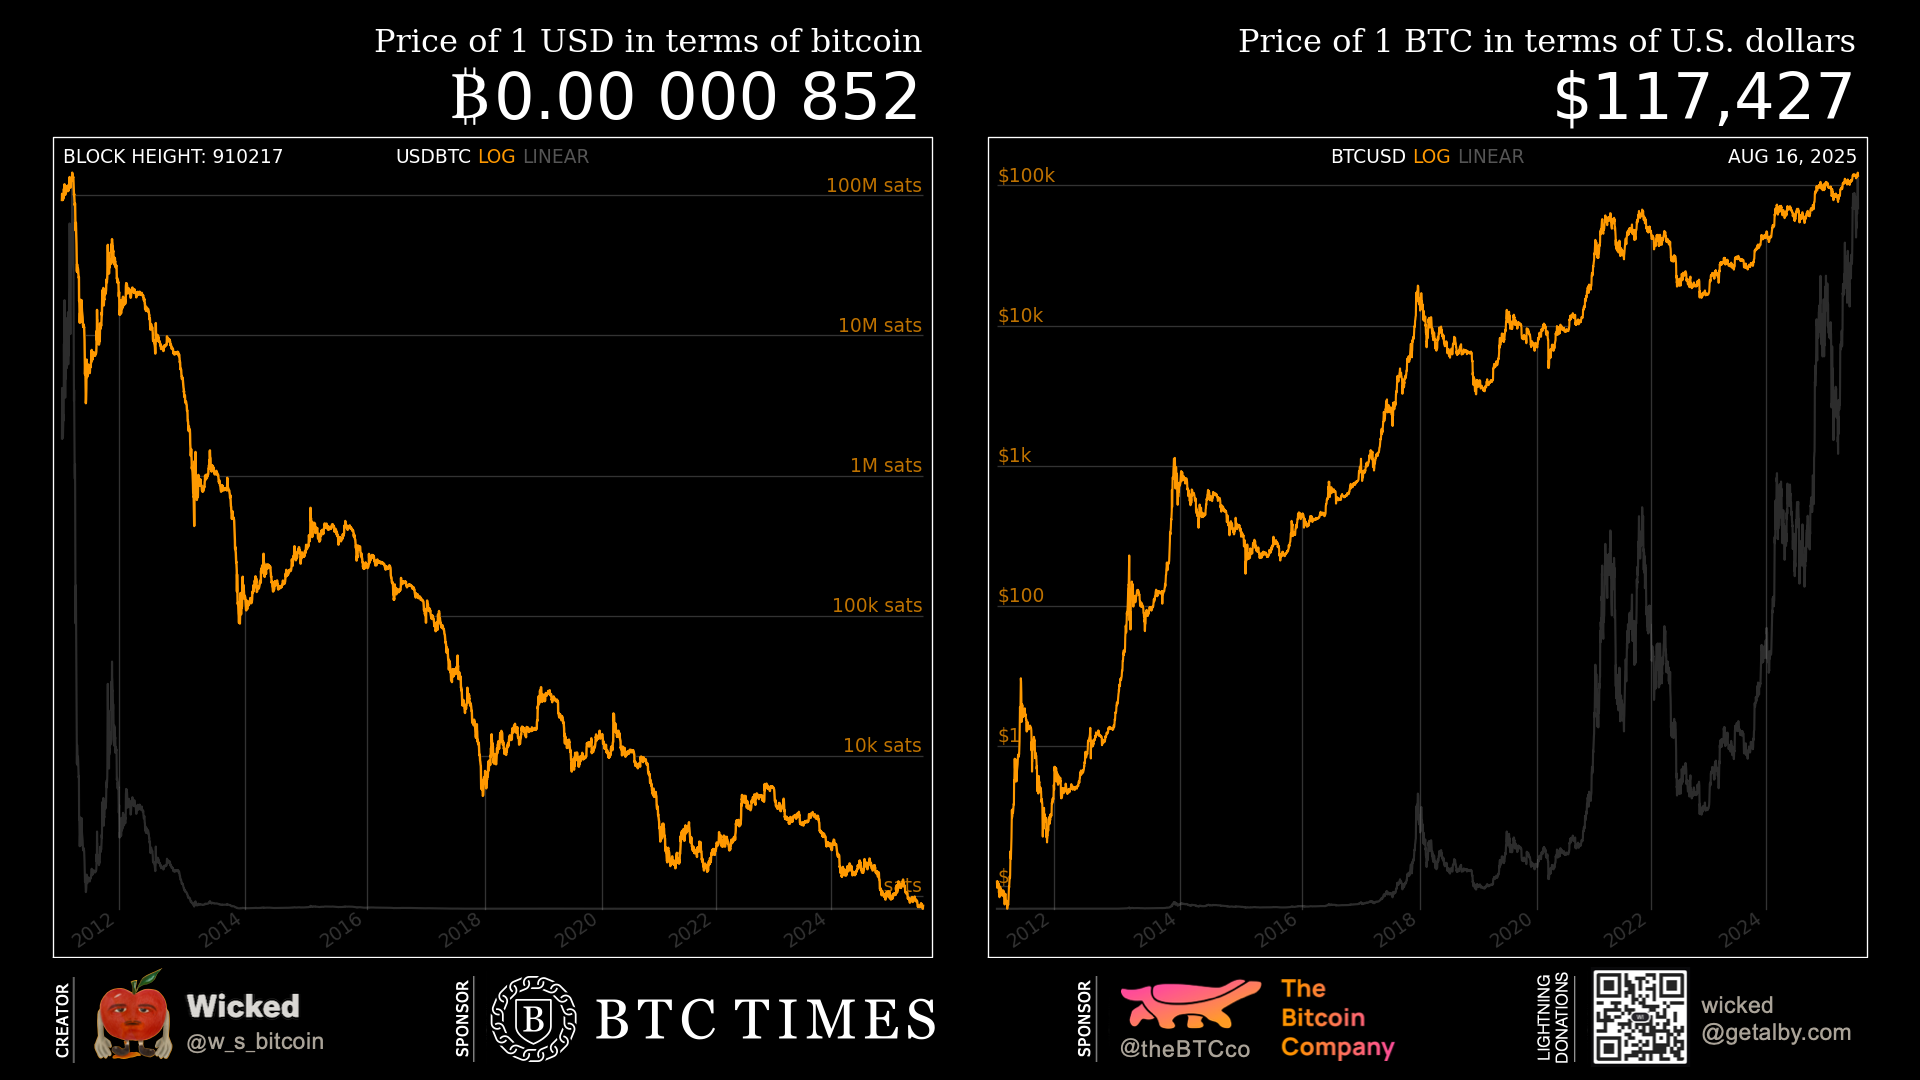 Price of 1 USD in terms of bitcoin
₿0.00 000 852
BLOCK HEIGHT: 910217
USDBTC LOG LINEAR
100M sats
10M sats
1M sats
100k sats
10k sats
sats
2012
2014
2016
2018
2020
2022
2024
Price of 1 BTC in terms of U.S. dollars
$117,427
BTCUSD LOG LINEAR
AUG 16, 2025
$100k
$10k
$1k
$100
$1
$
2012
2014
2016
2018
2020
2022
2024
CREATOR
Wicked
@w_s_bitcoin
SPONSOR
B
BTC TIMES
SPONSOR
@theBTCco
The
Bitcoin
Company
LIGHTNING
DONATIONS
wicked
@getalby.com